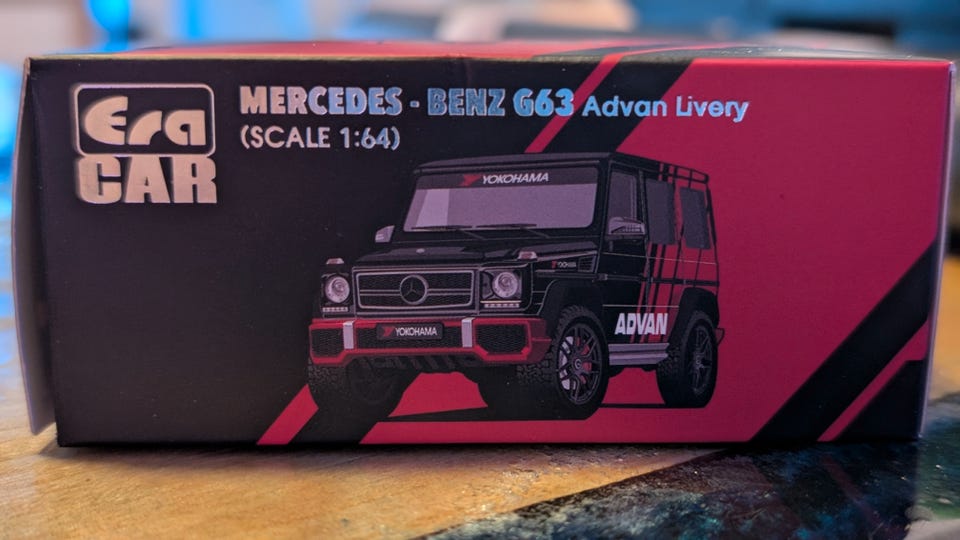 Era
CAR
MERCEDES - BENZ G63 Advan Livery
(SCALE 1:64)
YOKOHAMA
YOKOHAMA
ADVAN